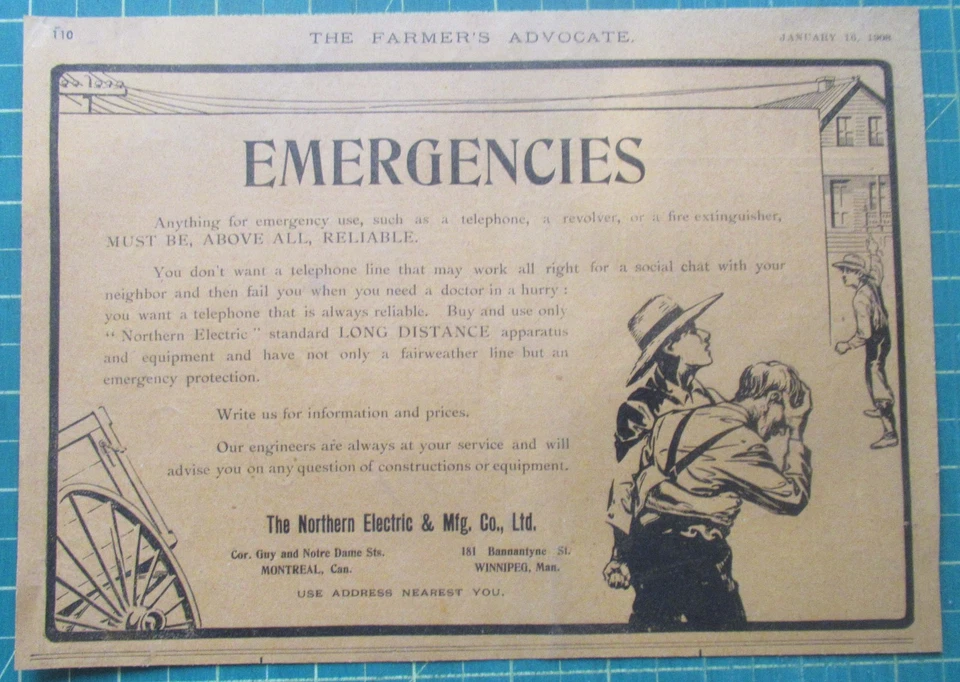 110
THE FARMER'S ADVOCATE.
JANUARY 16, 1908
EMERGENCIES
Anything for emergency use, such as a telephone, a revolver, or a fire extinguisher,
MUST BE, ABOVE ALL, RELIABLE.
You don't want a telephone line that may work all right for a social chat with your
neighbor and then fail you when you need a doctor in a hurry :
you want a telephone that is always reliable. Buy and use only
“ Northern Electric ” standard LONG DISTANCE apparatus
and equipment and have not only a fairweather line but an
emergency protection.
Write us for information and prices.
Our engineers are always at your service and will
advise you on any question of constructions or equipment.
The Northern Electric & Mfg. Co., Ltd.
Cor. Guy and Notre Dame Sts.
MONTREAL, Can.
181 Bannantyne St.
WINNIPEG, Man.
USE ADDRESS NEAREST YOU.